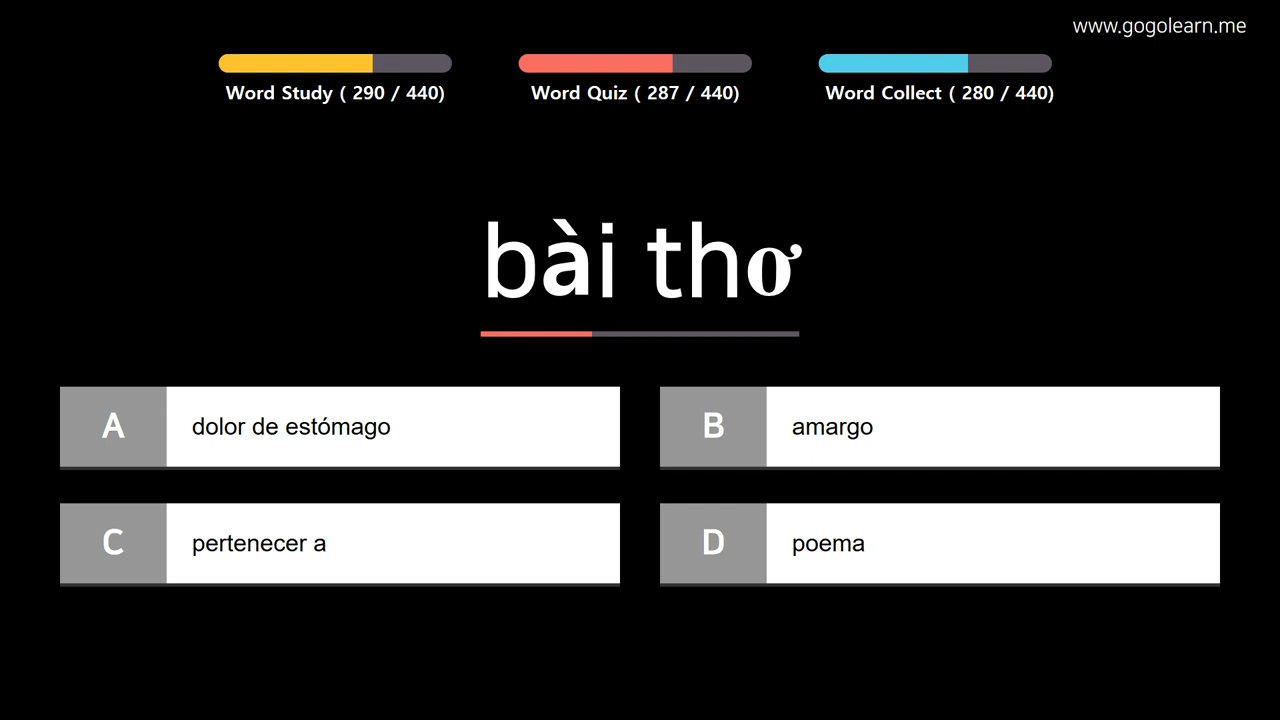 www.gogolearn.me
Word Study ( 290 / 440)
Word Quiz ( 287 / 440)
Word Collect ( 280 / 440)
bài thơ
A
dolor de estómago
B
amargo
C
pertenecer a
D
poema